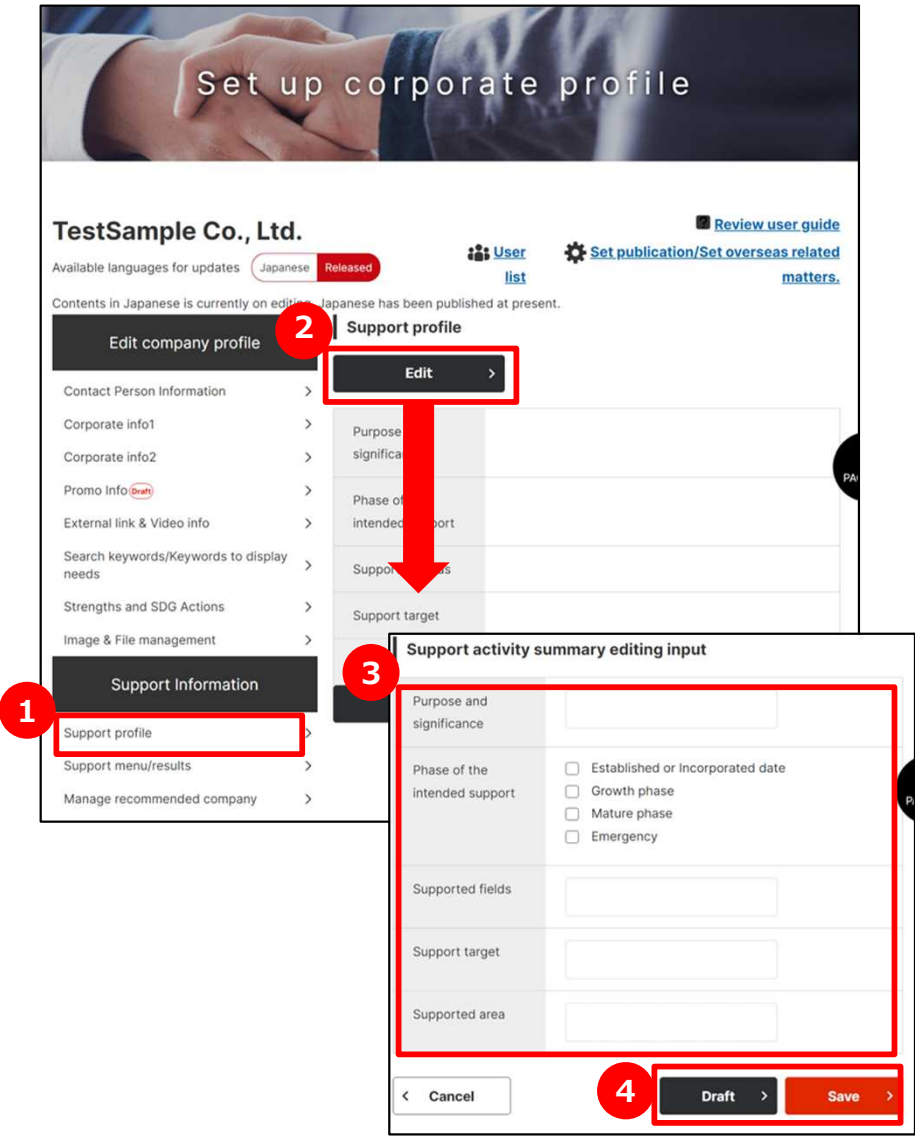 Set up corporate profile
TestSample Co., Ltd.
Review user guide
Available languages for updates Japanese Released
User list
Set publication/Set overseas related matters.
Contents in Japanese is currently on editing. Japanese has been published at present.
Edit company profile
Contact Person Information
Corporate info1
Corporate info2
Promo Info Draft
External link & Video info
Search keywords/Keywords to display
needs
Strengths and SDG Actions
Image & File management
Support Information
1
Support profile
Support menu/results
Manage recommended company
2
Support profile
Edit
Purpose
Phase of
intended
Support target
3
Support activity summary editing input
Purpose and
significance
Phase of the
intended support
Established or Incorporated date
Growth phase
Mature phase
Emergency
Supported fields
Support target
Supported area
Cancel
4
Draft
Save